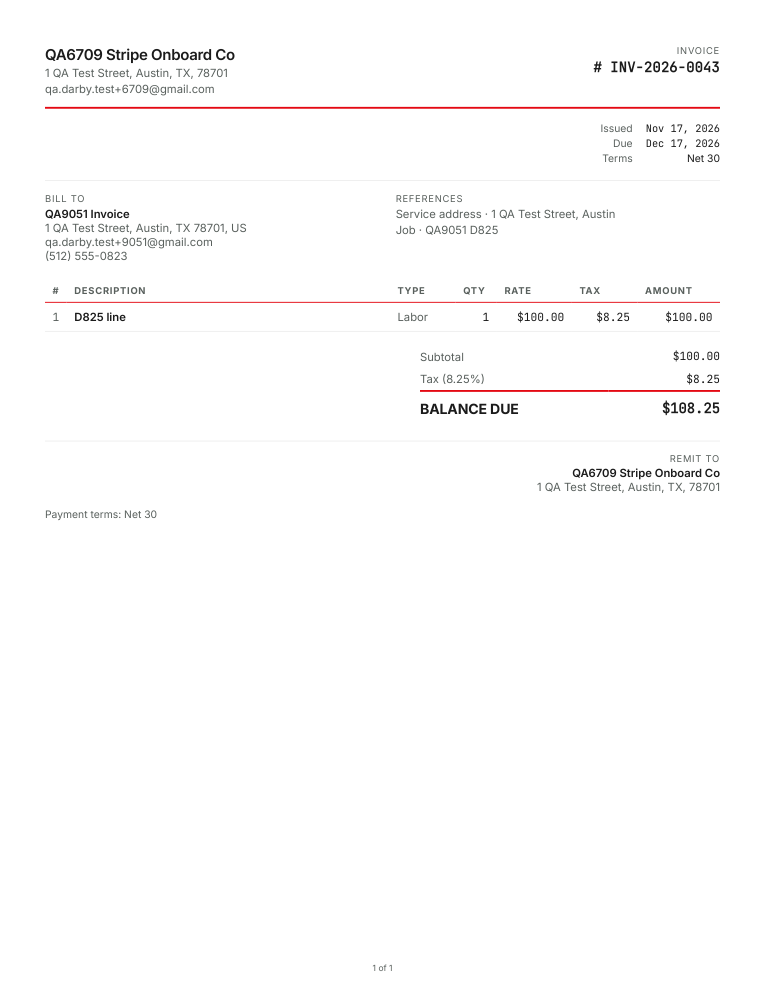 QA6709 Stripe Onboard Co
1 QA Test Street, Austin, TX, 78701
qa.darby.test+6709@gmail.com
INVOICE
# INV-2026-0043
Issued Nov 17, 2026
Due Dec 17, 2026
Terms Net 30
BILL TO
QA9051 Invoice
1 QA Test Street, Austin, TX 78701, US
qa.darby.test+9051@gmail.com
(512) 555-0823
REFERENCES
Service address · 1 QA Test Street, Austin
Job · QA9051 D825
# DESCRIPTION TYPE QTY RATE TAX AMOUNT
1 D825 line Labor 1 $100.00 $8.25 $100.00
Subtotal $100.00
Tax (8.25%) $8.25
BALANCE DUE $108.25
REMIT TO
QA6709 Stripe Onboard Co
1 QA Test Street, Austin, TX, 78701
Payment terms: Net 30
1 of 1